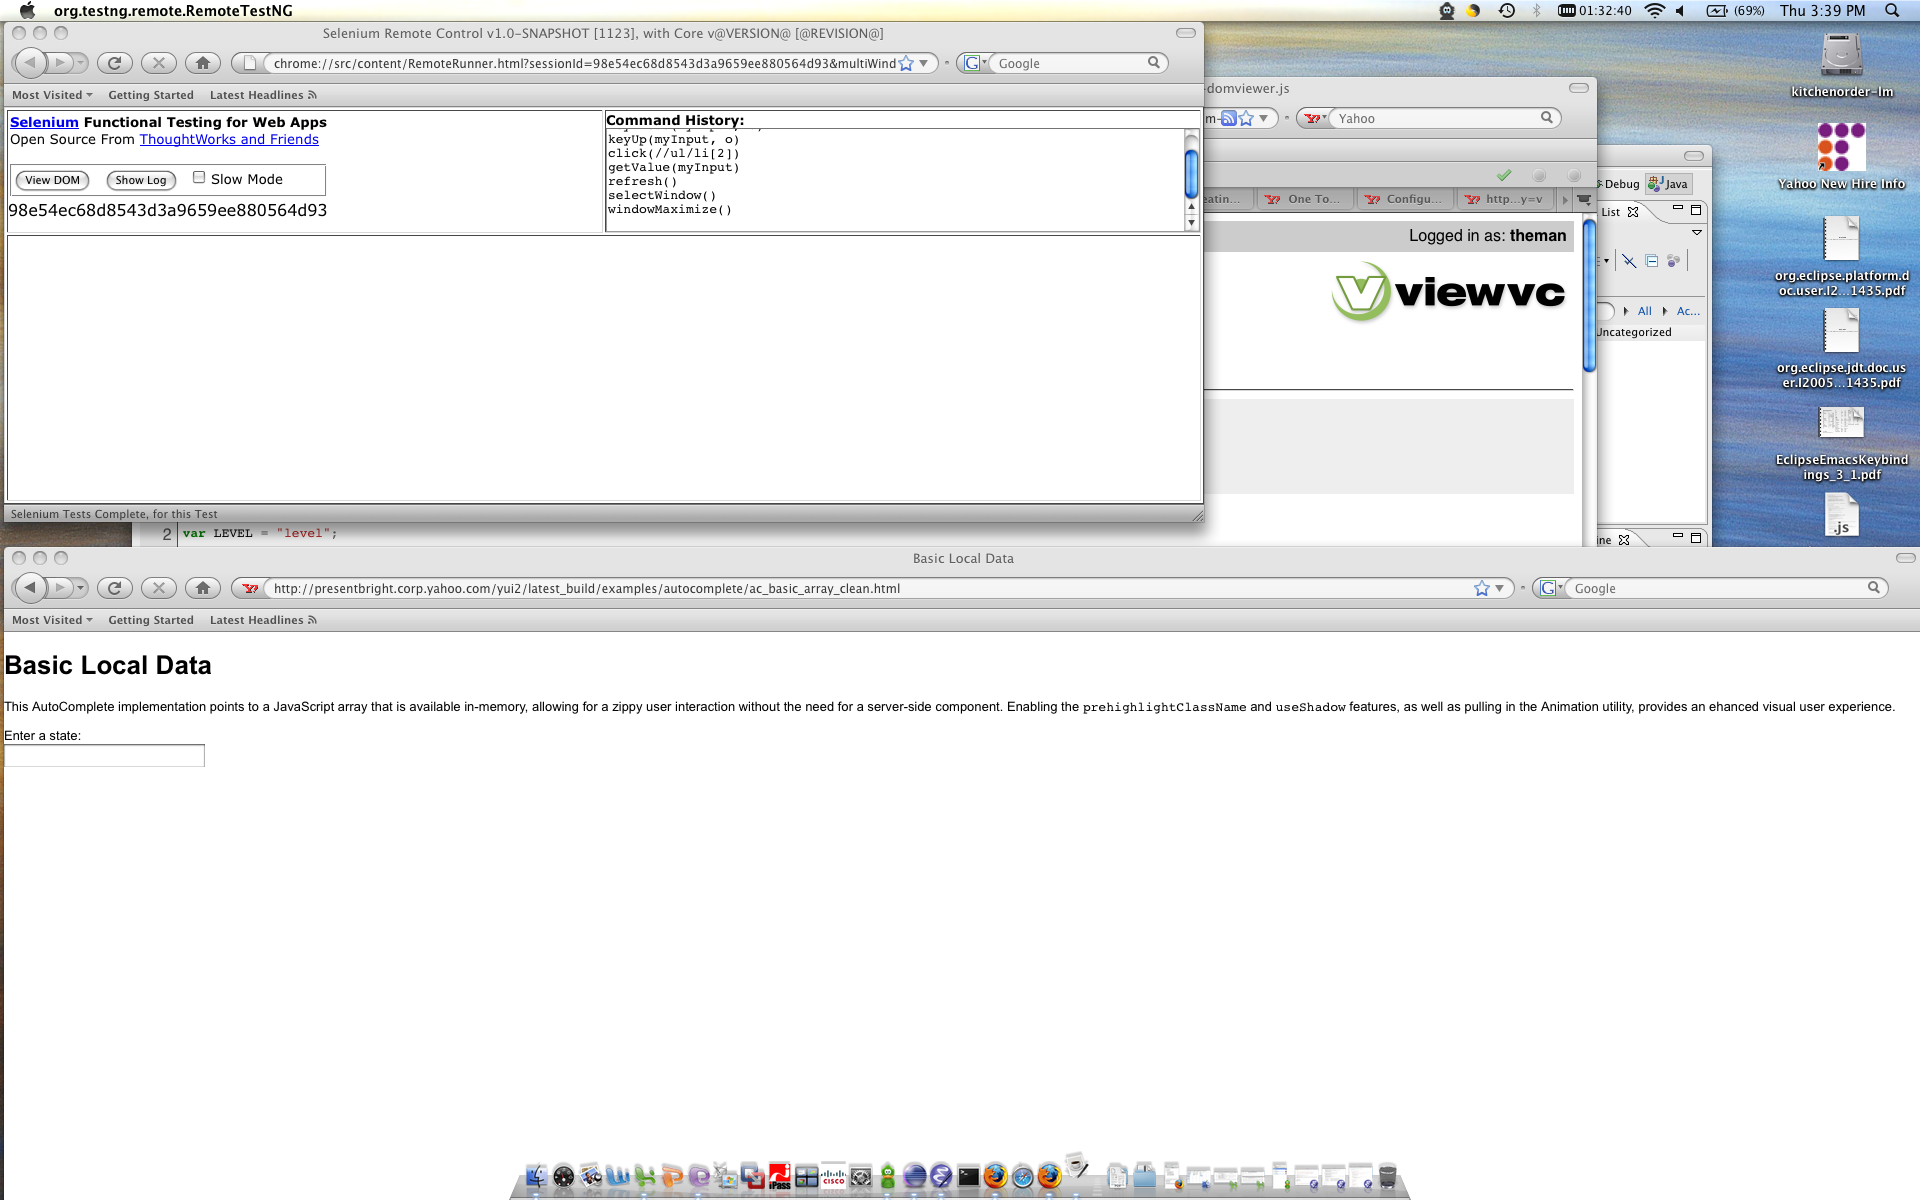 org.testng.remote.RemoteTestNG
01:32:40
(69%)
Thu 3:39 PM
Selenium Remote Control v1.0-SNAPSHOT [1123], with Core v@VERSION@ [@REVISION@]
chrome://src/content/RemoteRunner.html?sessionId=98e54ec68d8543d3a9659ee880564d93&multiWind
Google
Most Visited
Getting Started
Latest Headlines
Selenium Functional Testing for Web Apps
Open Source From ThoughtWorks and Friends
View DOM
Show Log
Slow Mode
98e54ec68d8543d3a9659ee880564d93
Command History:
keyUp(myInput, o)
click(//ul/li[2])
getValue(myInput)
refresh()
selectWindow()
windowMaximize()
Selenium Tests Complete, for this Test
-domviewer.js
m-
Yahoo
eatin...
One To...
Configu...
http...y=v
Logged in as: theman
viewvc
Debug
Java
List
All
Ac...
Uncategorized
ine
2 var LEVEL = "level";
kitchenorder-lm
Yahoo New Hire Info
org.eclipse.platform.d
oc.user.I2...1435.pdf
org.eclipse.jdt.doc.us
er.I2005...1435.pdf
EclipseEmacsKeybind
ings_3_1.pdf
.js
Basic Local Data
http://presentbright.corp.yahoo.com/yui2/latest_build/examples/autocomplete/ac_basic_array_clean.html
Google
Most Visited
Getting Started
Latest Headlines
Basic Local Data
This AutoComplete implementation points to a JavaScript array that is available in-memory, allowing for a zippy user interaction without the need for a server-side component. Enabling the prehighlightClassName and useShadow features, as well as pulling in the Animation utility, provides an ehanced visual user experience.
Enter a state:
iPass
CISCO